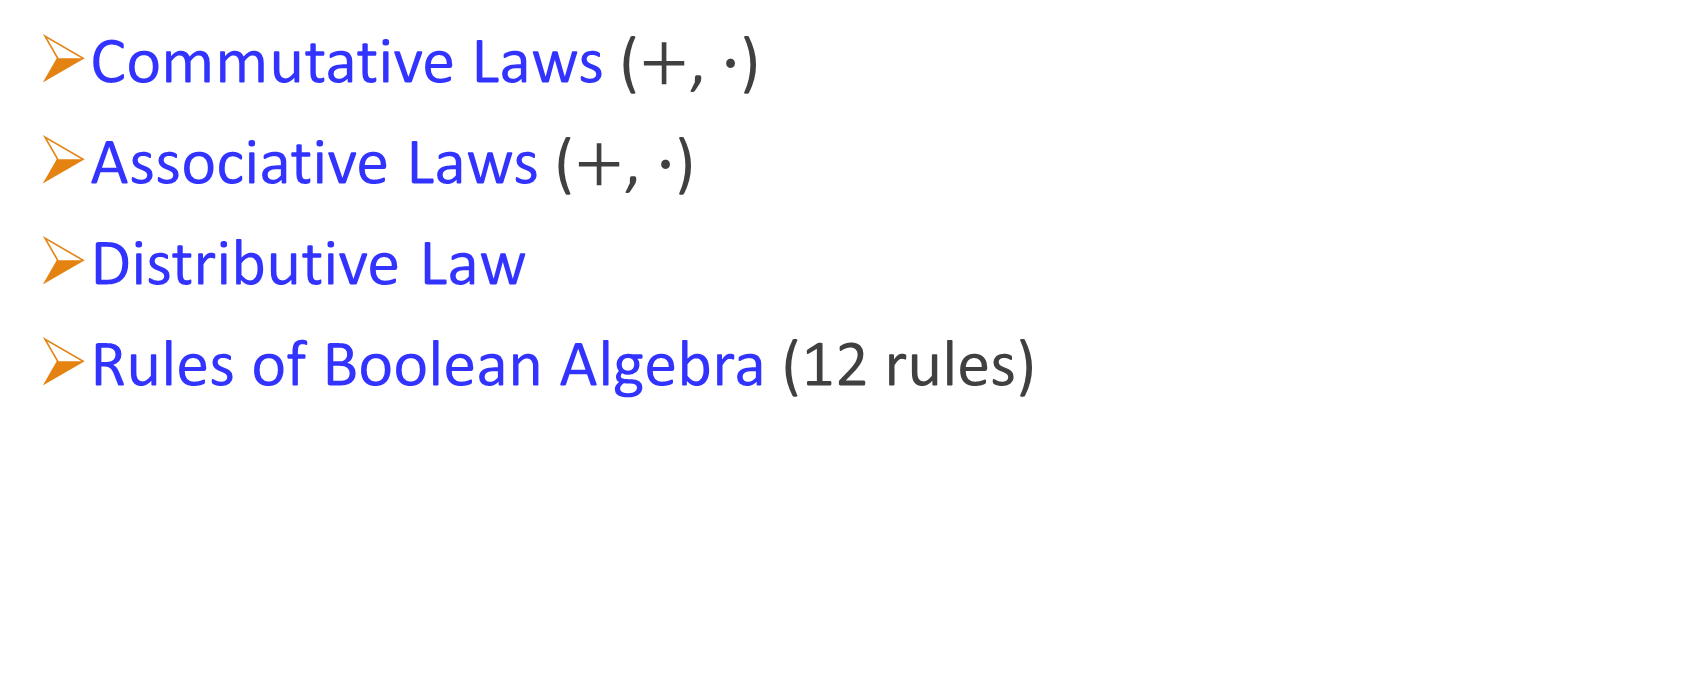 ➢Commutative Laws (+, ·)
➢Associative Laws (+, ·)
➢Distributive Law
➢Rules of Boolean Algebra (12 rules)